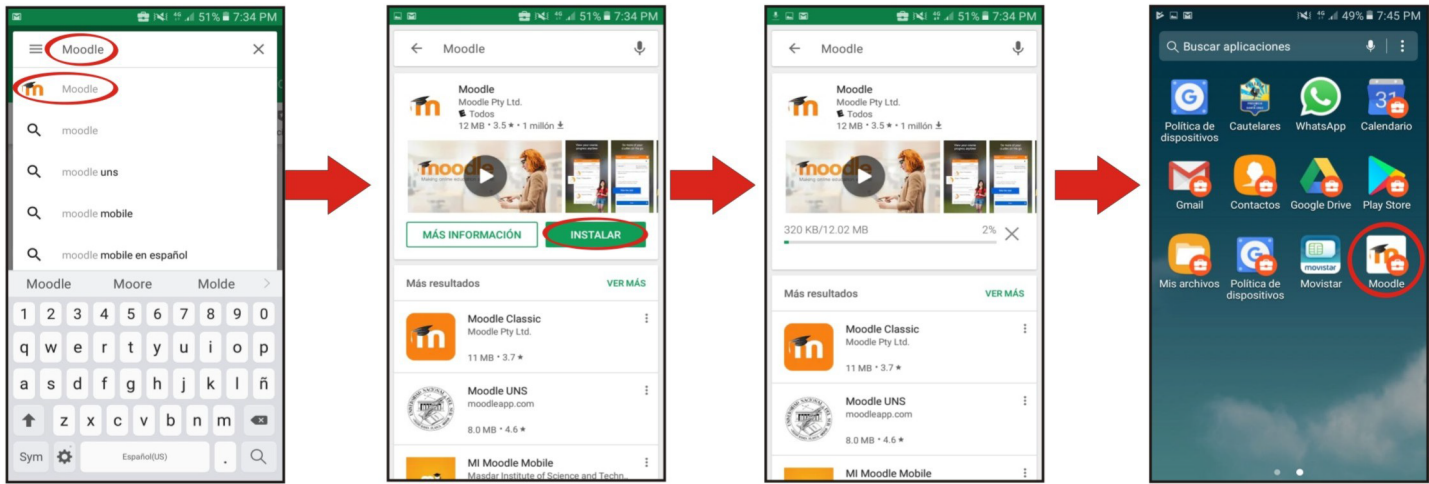 51% 7:34 PM
Moodle
Moodle
moodle
moodle uns
moodle mobile
moodle mobile en español
Moodle Moore Molde
1 2 3 4 5 6 7 8 9 0
q w e r t y u i o p
a s d f g h j k l ñ
z x c v b n m
Sym Español(US) .
51% 7:34 PM
Moodle
Moodle
Moodle Pty Ltd.
Todos
12 MB • 3.5 ★ • 1 millón
moodle
MÁS INFORMACIÓN INSTALAR
Más resultados VER MÁS
Moodle Classic
Moodle Pty Ltd.
11 MB • 3.7 ★
Moodle UNS
moodleapp.com
8.0 MB • 4.6 ★
MI Moodle Mobile
Masdar Institute of Science and Techn..
51% 7:34 PM
Moodle
Moodle
Moodle Pty Ltd.
Todos
12 MB • 3.5 ★ • 1 millón
moodle
320 KB/12.02 MB 2%
Más resultados VER MÁS
Moodle Classic
Moodle Pty Ltd.
11 MB • 3.7 ★
Moodle UNS
moodleapp.com
8.0 MB • 4.6 ★
MI Moodle Mobile
49% 7:45 PM
Buscar aplicaciones
Política de dispositivos
Cautelares
WhatsApp
31
Calendario
Gmail
Contactos
Google Drive
Play Store
Mis archivos
Política de dispositivos
movistar
Movistar
Moodle